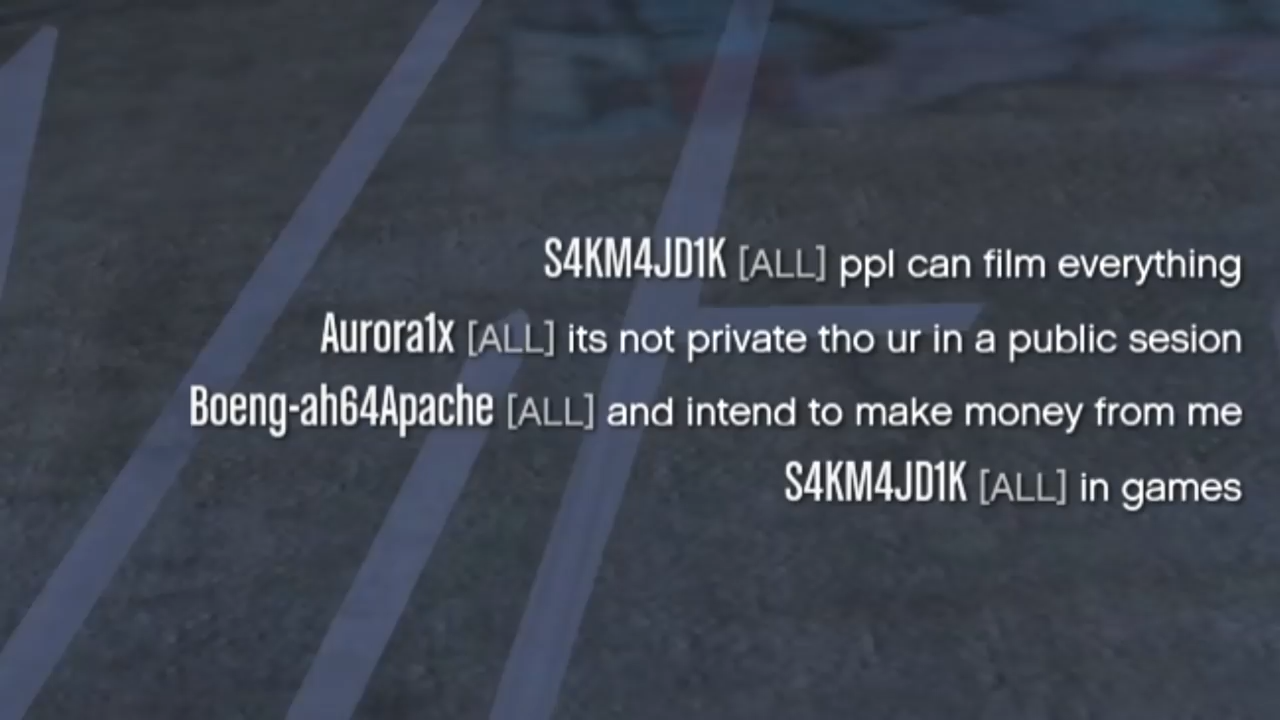 S4KM4JD1K [ALL] ppl can film everything
Aurora1x [ALL] its not private tho ur in a public sesion
Boeng-ah64Apache [ALL] and intend to make money from me
S4KM4JD1K [ALL] in games